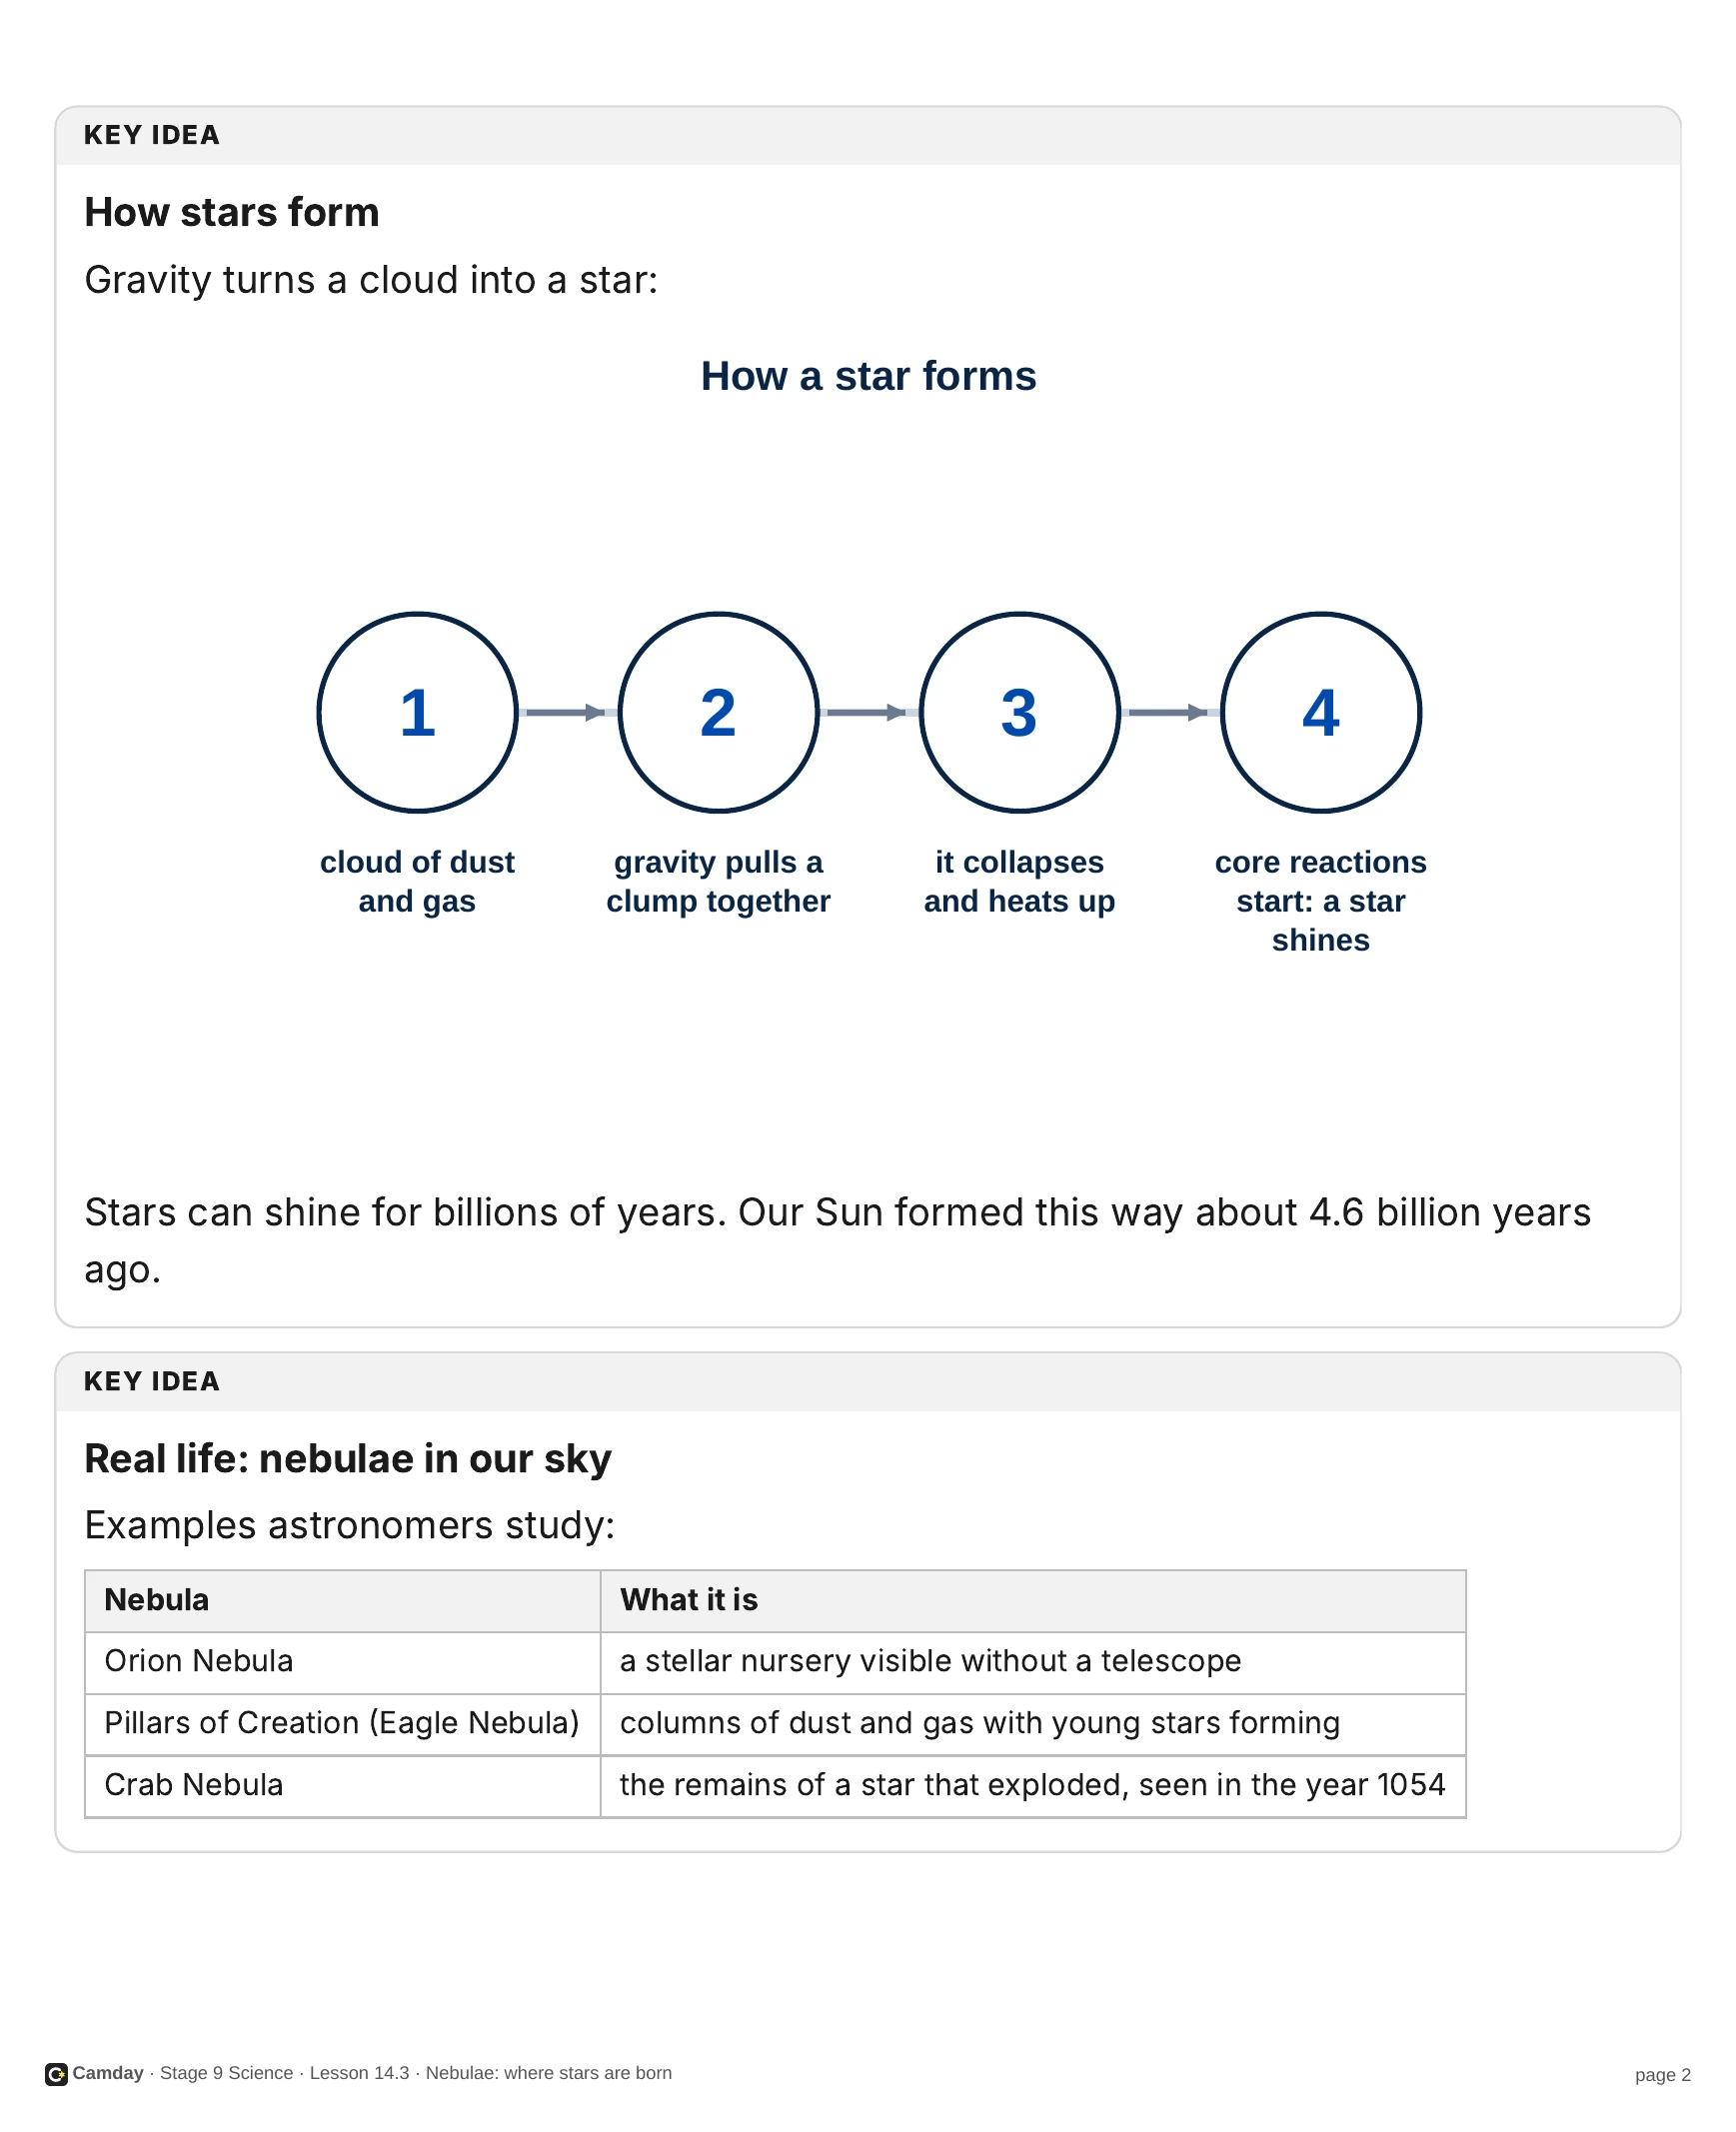 KEY IDEA
How stars form
Gravity turns a cloud into a star:
How a star forms
1
2
3
4
cloud of dust
and gas
gravity pulls a
clump together
it collapses
and heats up
core reactions
start: a star
shines
Stars can shine for billions of years. Our Sun formed this way about 4.6 billion years
ago.
KEY IDEA
Real life: nebulae in our sky
Examples astronomers study:
Nebula What it is
Orion Nebula a stellar nursery visible without a telescope
Pillars of Creation (Eagle Nebula) columns of dust and gas with young stars forming
Crab Nebula the remains of a star that exploded, seen in the year 1054
Camday · Stage 9 Science · Lesson 14.3 · Nebulae: where stars are born
page 2